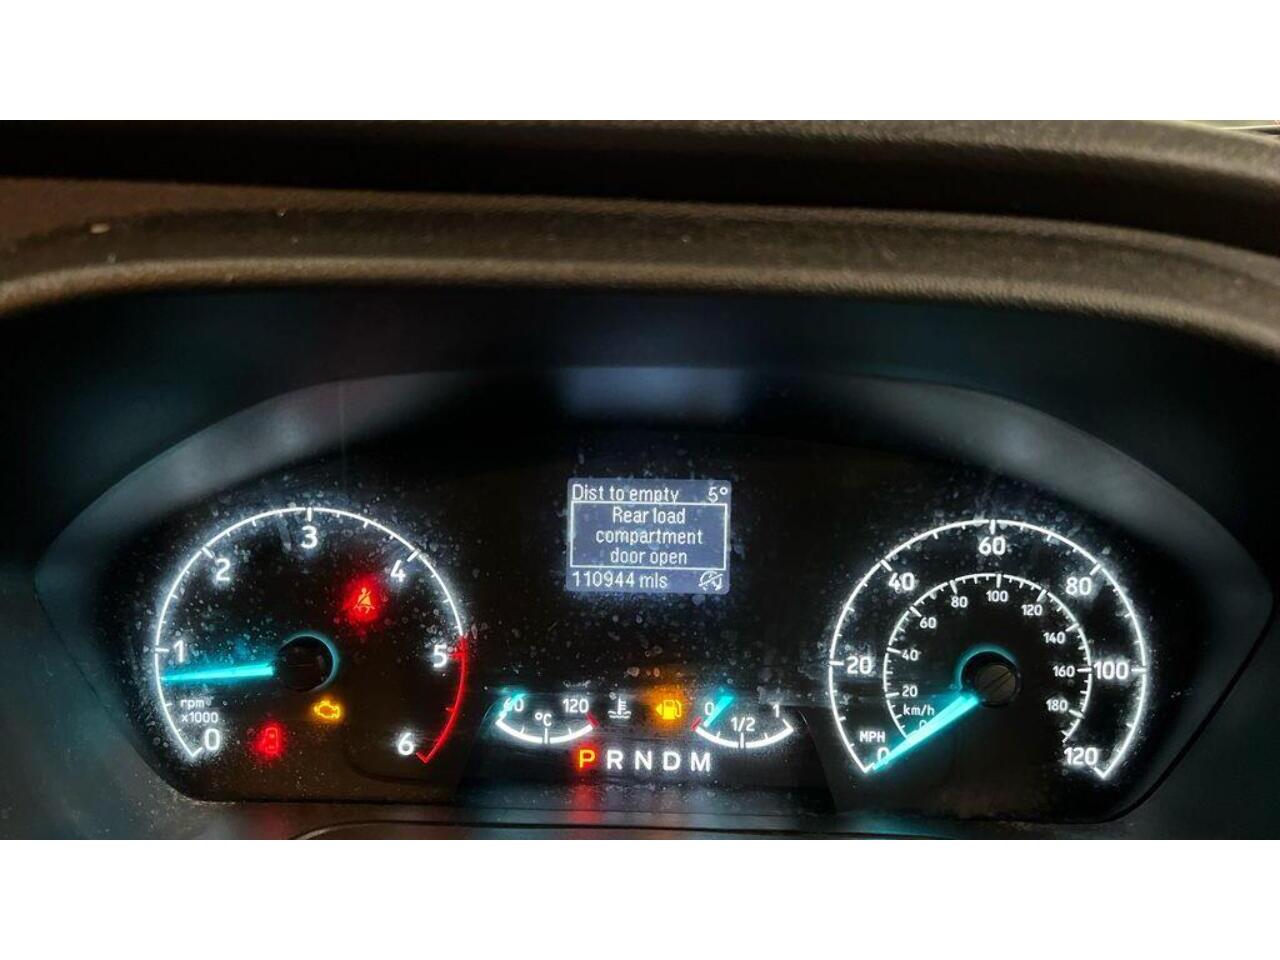 Dist to empty 5°
Rear load
compartment
door open
110944 mls
0 1 2 3 4 5 6
rpm
x1000
60 °C 120
0 1/2 1
P R N D M
0 20 40 60 80 100 120
MPH
20 40 60 80 100 120 140 160 180
km/h
0